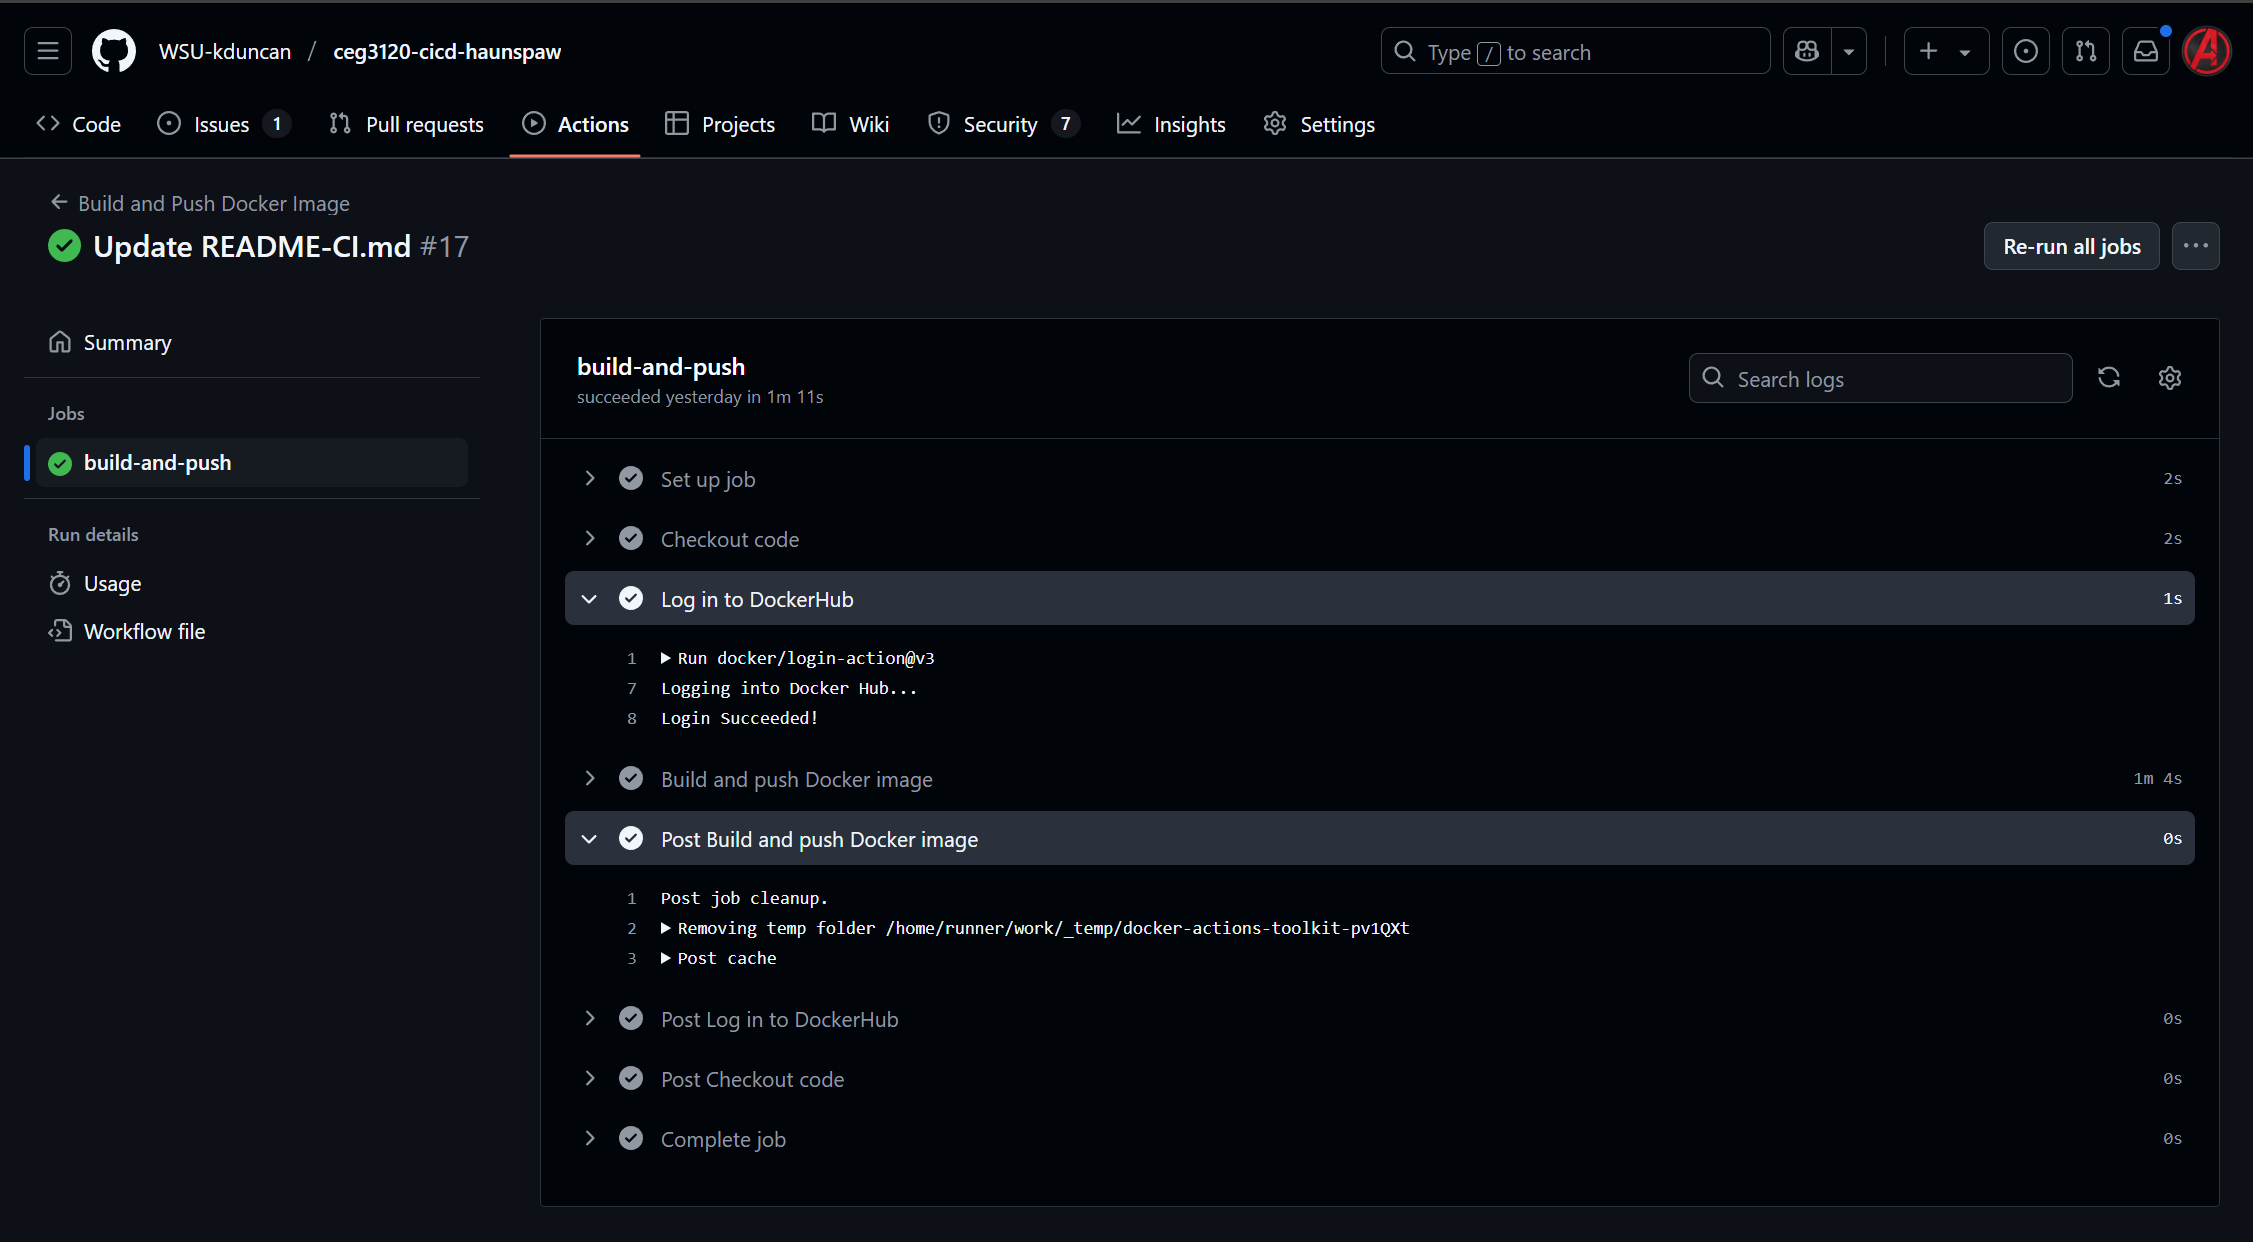 WSU-kduncan / ceg3120-cicd-haunspaw
Type / to search
Code
Issues 1
Pull requests
Actions
Projects
Wiki
Security 7
Insights
Settings
Build and Push Docker Image
Update README-CI.md #17
Re-run all jobs
Summary
Jobs
build-and-push
Run details
Usage
Workflow file
build-and-push
succeeded yesterday in 1m 11s
Search logs
Set up job 2s
Checkout code 2s
Log in to DockerHub 1s
1 Run docker/login-action@v3
7 Logging into Docker Hub...
8 Login Succeeded!
Build and push Docker image 1m 4s
Post Build and push Docker image 0s
1 Post job cleanup.
2 Removing temp folder /home/runner/work/_temp/docker-actions-toolkit-pv1QXt
3 Post cache
Post Log in to DockerHub 0s
Post Checkout code 0s
Complete job 0s